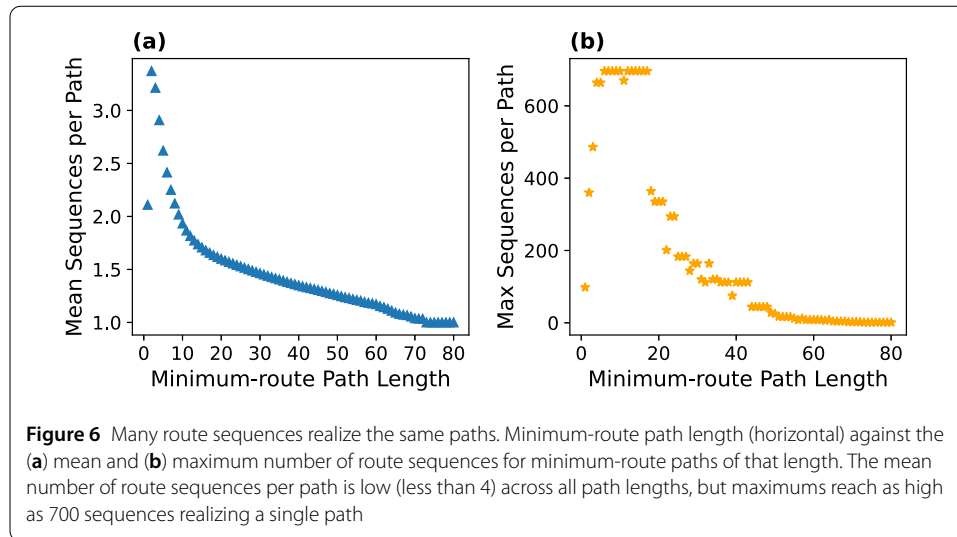 (a)
Mean Sequences per Path
3.0
2.5
2.0
1.5
1.0
0 10 20 30 40 50 60 70 80
Minimum-route Path Length
(b)
Max Sequences per Path
600
400
200
0
0 20 40 60 80
Minimum-route Path Length
Figure 6 Many route sequences realize the same paths. Minimum-route path length (horizontal) against the
(a) mean and (b) maximum number of route sequences for minimum-route paths of that length. The mean
number of route sequences per path is low (less than 4) across all path lengths, but maximums reach as high
as 700 sequences realizing a single path